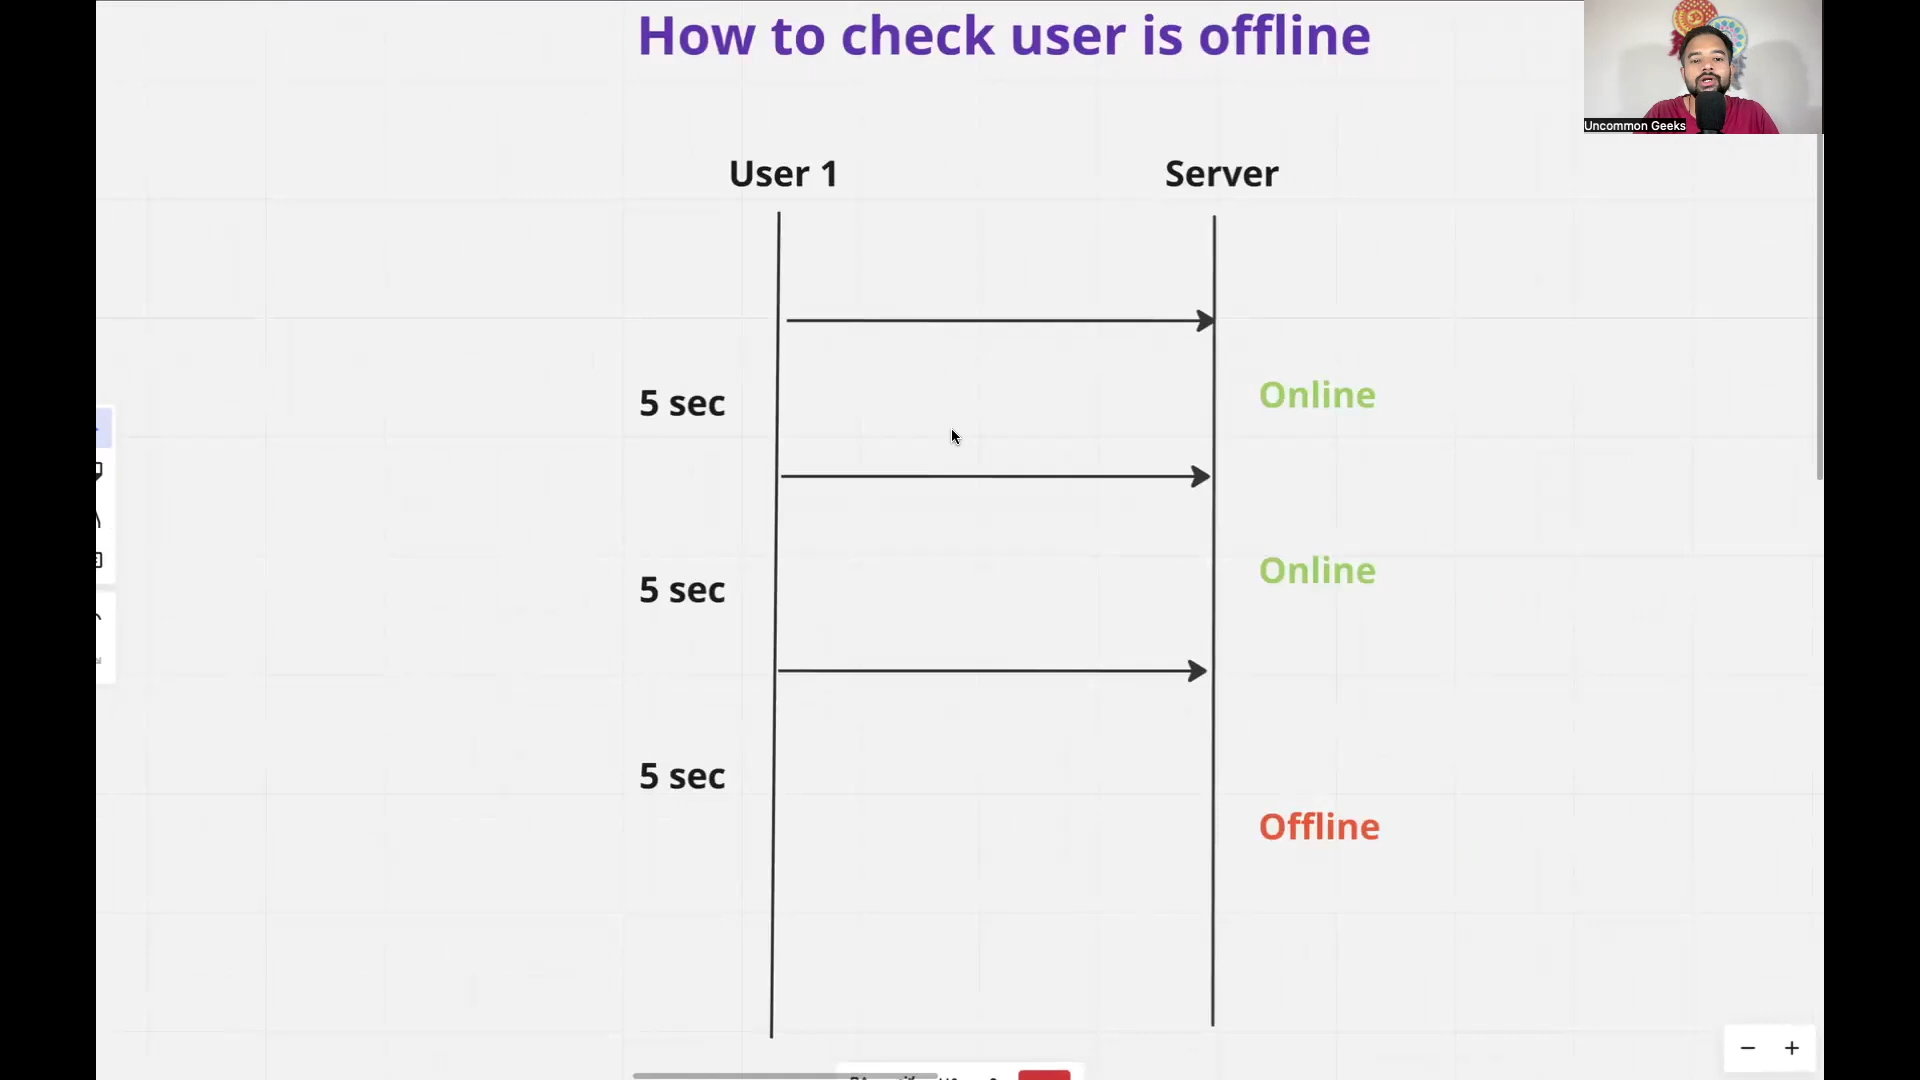 How to check user is offline
Uncommon Geeks
User 1
Server
5 sec
Online
5 sec
Online
5 sec
Offline